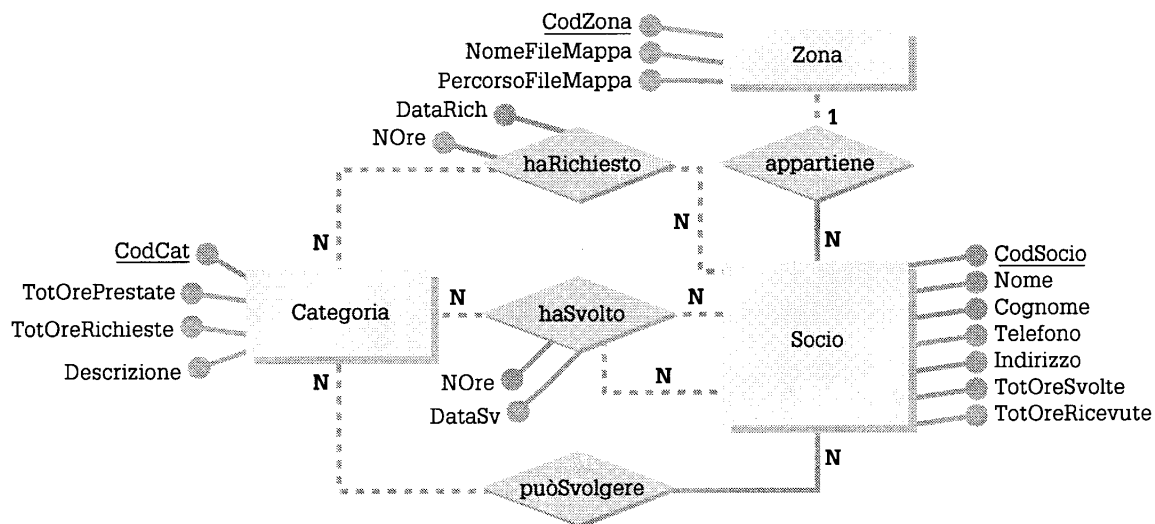 CodZona
NomeFileMappa
PercorsoFileMappa
Zona
1
DataRich
NOre
haRichiesto
appartiene
N
N
N
CodCat
TotOrePrestate
TotOreRichieste
Descrizione
Categoria
N
haSvolto
N
N
NOre
DataSv
Socio
CodSocio
Nome
Cognome
Telefono
Indirizzo
TotOreSvolte
TotOreRicevute
N
N
puòSvolgere